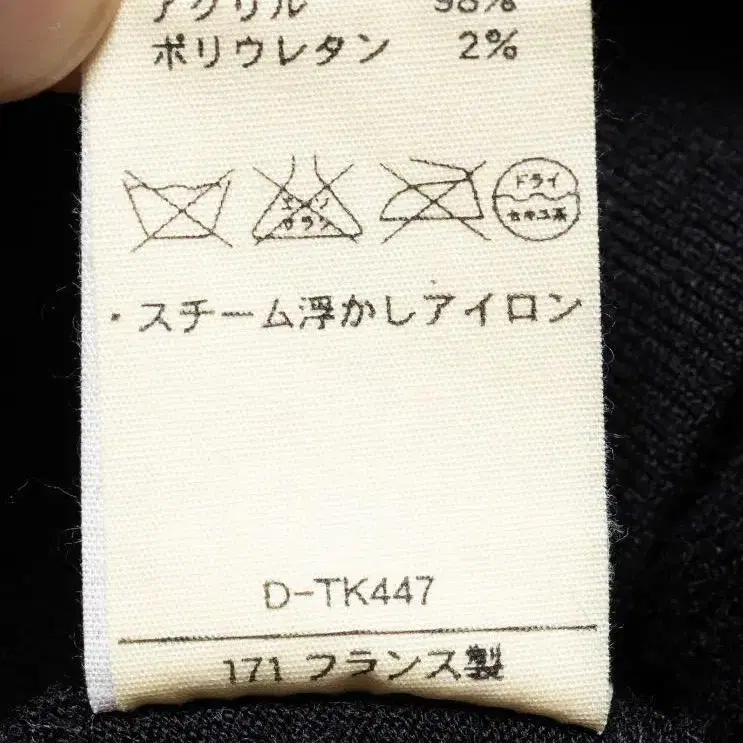 アクリル 98%
ポリウレタン 2%
エンソ サラシ ドライ セキユ系
・スチーム浮かしアイロン
D-TK447
171 フランス製